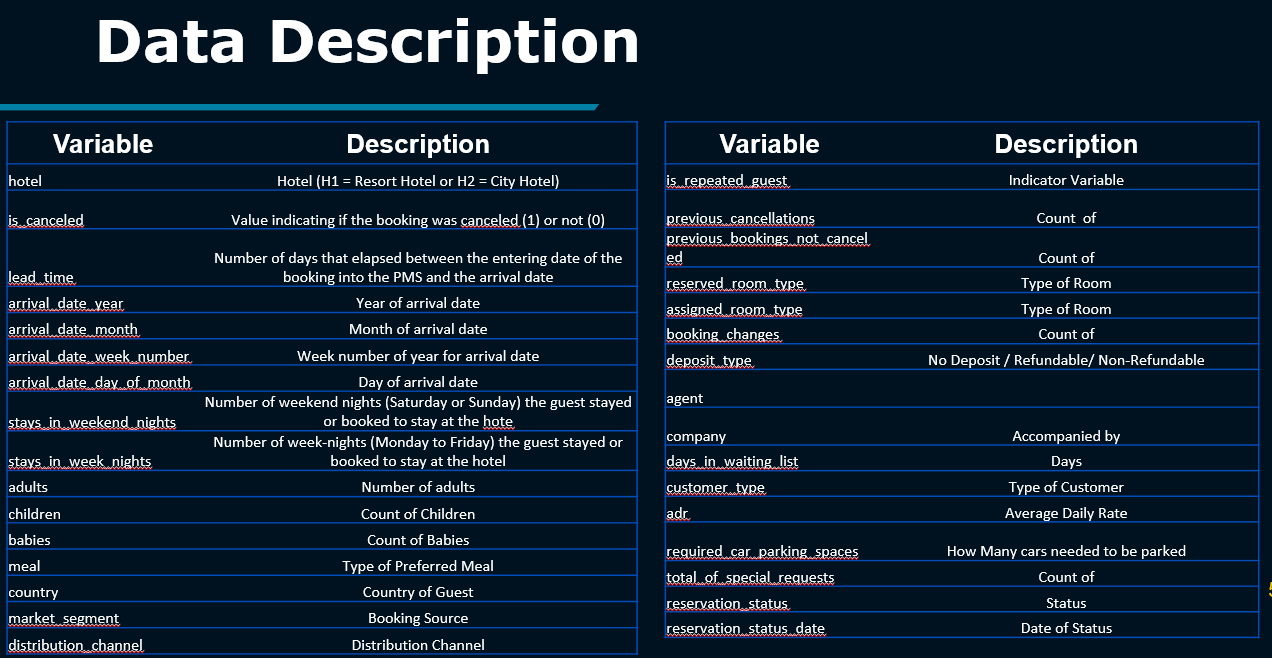 Data Description
Variable Description
hotel Hotel (H1 = Resort Hotel or H2 = City Hotel)
is_canceled Value indicating if the booking was canceled (1) or not (0)
Number of days that elapsed between the entering date of the
lead_time booking into the PMS and the arrival date
arrival_date_year Year of arrival date
arrival_date_month Month of arrival date
arrival_date_week_number Week number of year for arrival date
arrival_date_day_of_month Day of arrival date
Number of weekend nights (Saturday or Sunday) the guest stayed
stays_in_weekend_nights or booked to stay at the hote
Number of week-nights (Monday to Friday) the guest stayed or
stays_in_week_nights booked to stay at the hotel
adults Number of adults
children Count of Children
babies Count of Babies
meal Type of Preferred Meal
country Country of Guest
market_segment Booking Source
distribution_channel Distribution Channel
Variable Description
is_repeated_guest Indicator Variable
previous_cancellations Count of
previous_bookings_not_cancel
ed Count of
reserved_room_type Type of Room
assigned_room_type Type of Room
booking_changes Count of
deposit_type No Deposit / Refundable/ Non-Refundable
agent
company Accompanied by
days_in_waiting_list Days
customer_type Type of Customer
adr Average Daily Rate
required_car_parking_spaces How Many cars needed to be parked
total_of_special_requests Count of
reservation_status Status
reservation_status_date Date of Status